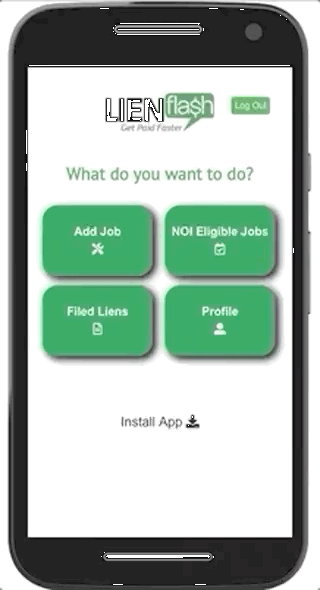 LIEN fla$h
Log Out
Get Paid Faster
What do you want to do?
Add Job
NOI Eligible Jobs
Filed Liens
Profile
Install App